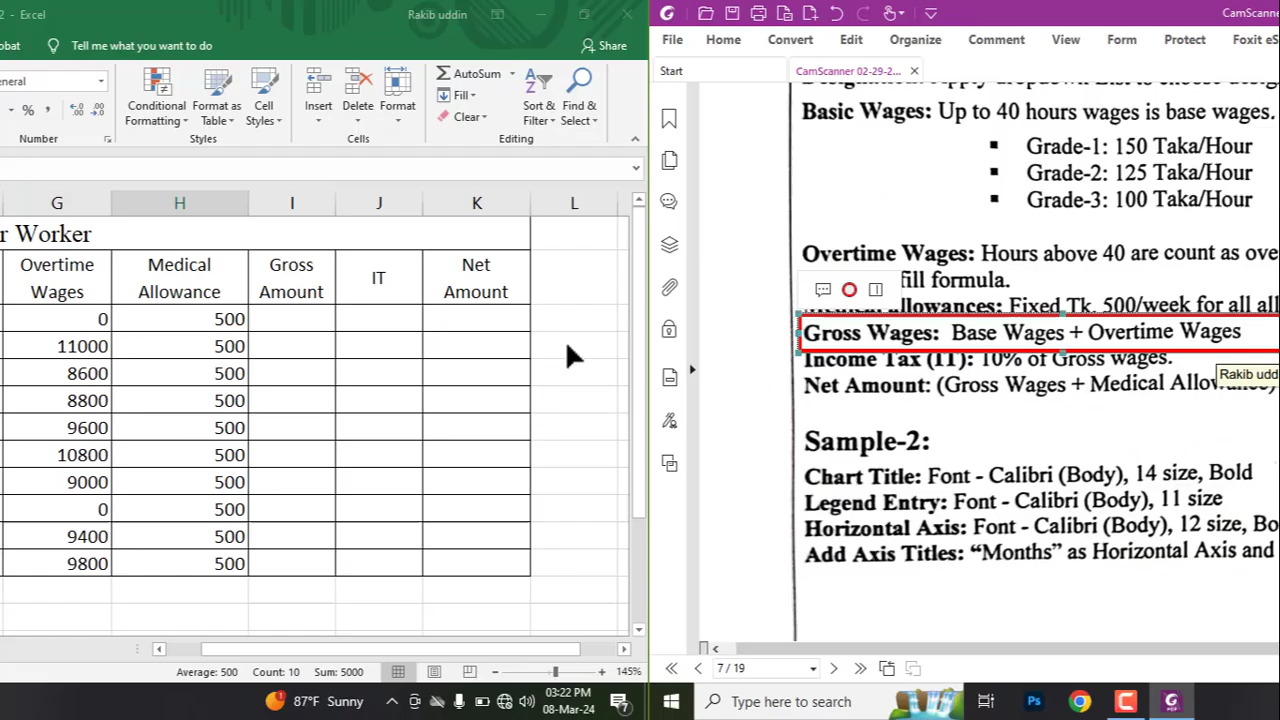 2 - Excel
Rakib uddin
obat
Tell me what you want to do
Share
eneral
%
Number
Conditional
Formatting
Format as
Table
Cell
Styles
Styles
Insert
Delete
Format
Cells
AutoSum
Fill
Clear
Sort &
Filter
Find &
Select
Editing
G H I J K L
r Worker
Overtime
Wages
Medical
Allowance
Gross
Amount
IT
Net
Amount
0 500
11000 500
8600 500
8800 500
9600 500
10800 500
9000 500
0 500
9400 500
9800 500
Average: 500 Count: 10 Sum: 5000
145%
87°F Sunny
03:22 PM
08-Mar-24
7
CamScanner
File Home Convert Edit Organize Comment View Form Protect Foxit eS
Start
CamScanner 02-29-2...
Basic Wages: Up to 40 hours wages is base wages.
Grade-1: 150 Taka/Hour
Grade-2: 125 Taka/Hour
Grade-3: 100 Taka/Hour
Overtime Wages: Hours above 40 are count as ove
fill formula.
allowances: Fixed Tk. 500/week for all all
Gross Wages: Base Wages + Overtime Wages
Income Tax (IT): 10% of Gross wages.
Rakib udd
Net Amount: (Gross Wages + Medical Allow
Sample-2:
Chart Title: Font - Calibri (Body), 14 size, Bold
Legend Entry: Font - Calibri (Body), 11 size
Horizontal Axis: Font - Calibri (Body), 12 size, Bo
Add Axis Titles: “Months” as Horizontal Axis and
7 / 19
Type here to search